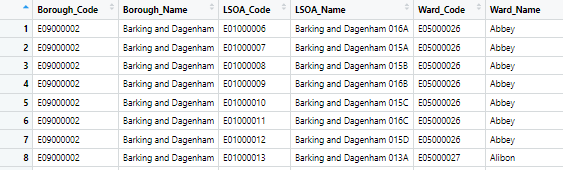 Borough_Code Borough_Name LSOA_Code LSOA_Name Ward_Code Ward_Name
1 E09000002 Barking and Dagenham E01000006 Barking and Dagenham 016A E05000026 Abbey
2 E09000002 Barking and Dagenham E01000007 Barking and Dagenham 015A E05000026 Abbey
3 E09000002 Barking and Dagenham E01000008 Barking and Dagenham 015B E05000026 Abbey
4 E09000002 Barking and Dagenham E01000009 Barking and Dagenham 016B E05000026 Abbey
5 E09000002 Barking and Dagenham E01000010 Barking and Dagenham 015C E05000026 Abbey
6 E09000002 Barking and Dagenham E01000011 Barking and Dagenham 016C E05000026 Abbey
7 E09000002 Barking and Dagenham E01000012 Barking and Dagenham 015D E05000026 Abbey
8 E09000002 Barking and Dagenham E01000013 Barking and Dagenham 013A E05000027 Alibon